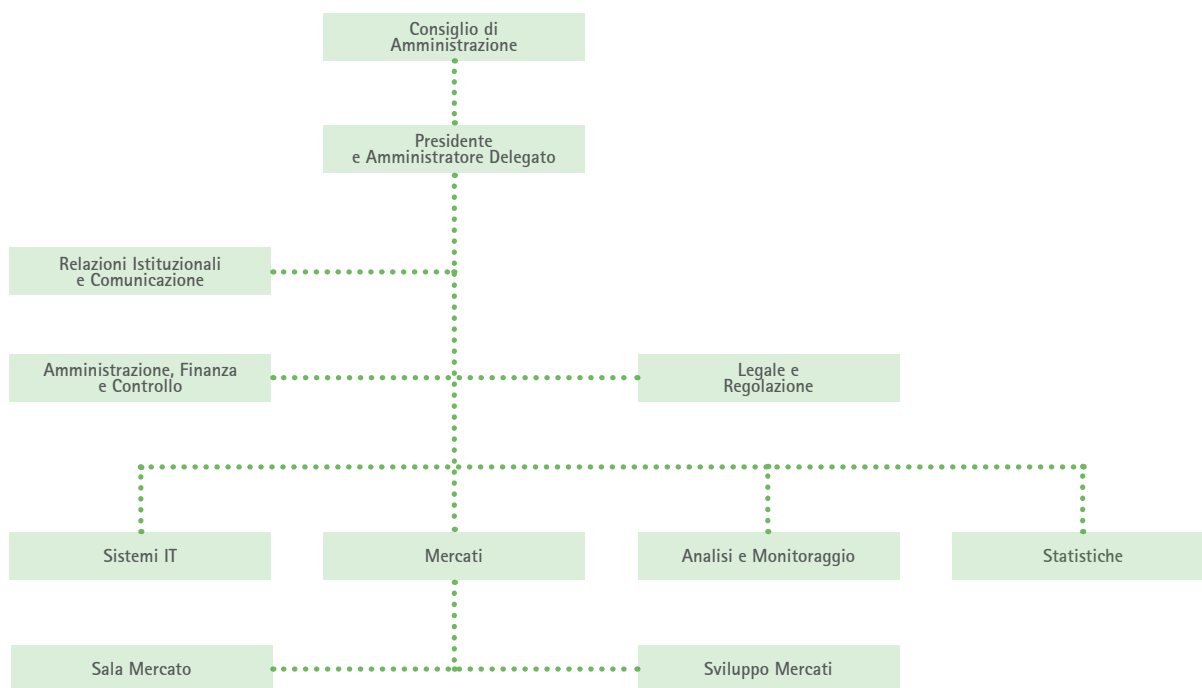 Consiglio di
Amministrazione
Presidente
e Amministratore Delegato
Relazioni Istituzionali
e Comunicazione
Amministrazione, Finanza
e Controllo
Legale e
Regolazione
Sistemi IT
Mercati
Analisi e Monitoraggio
Statistiche
Sala Mercato
Sviluppo Mercati